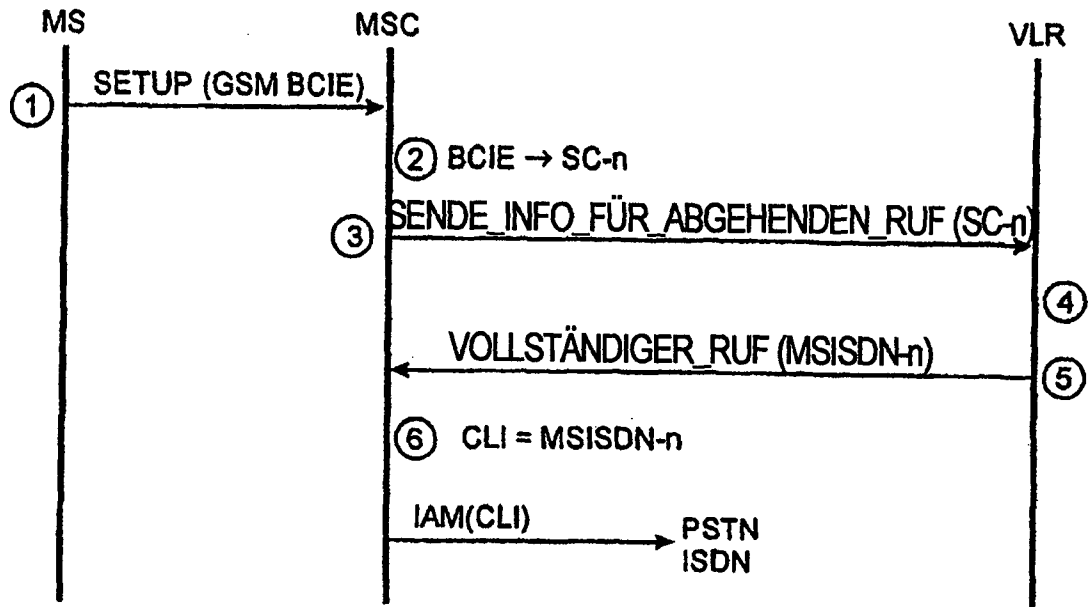 MS
MSC
VLR
① SETUP (GSM BCIE)
② BCIE → SC-n
③ SENDE_INFO_FÜR_ABGEHENDEN_RUF (SC-n)
④
VOLLSTÄNDIGER_RUF (MSISDN-n)
⑤
⑥ CLI = MSISDN-n
IAM(CLI)
PSTN
ISDN